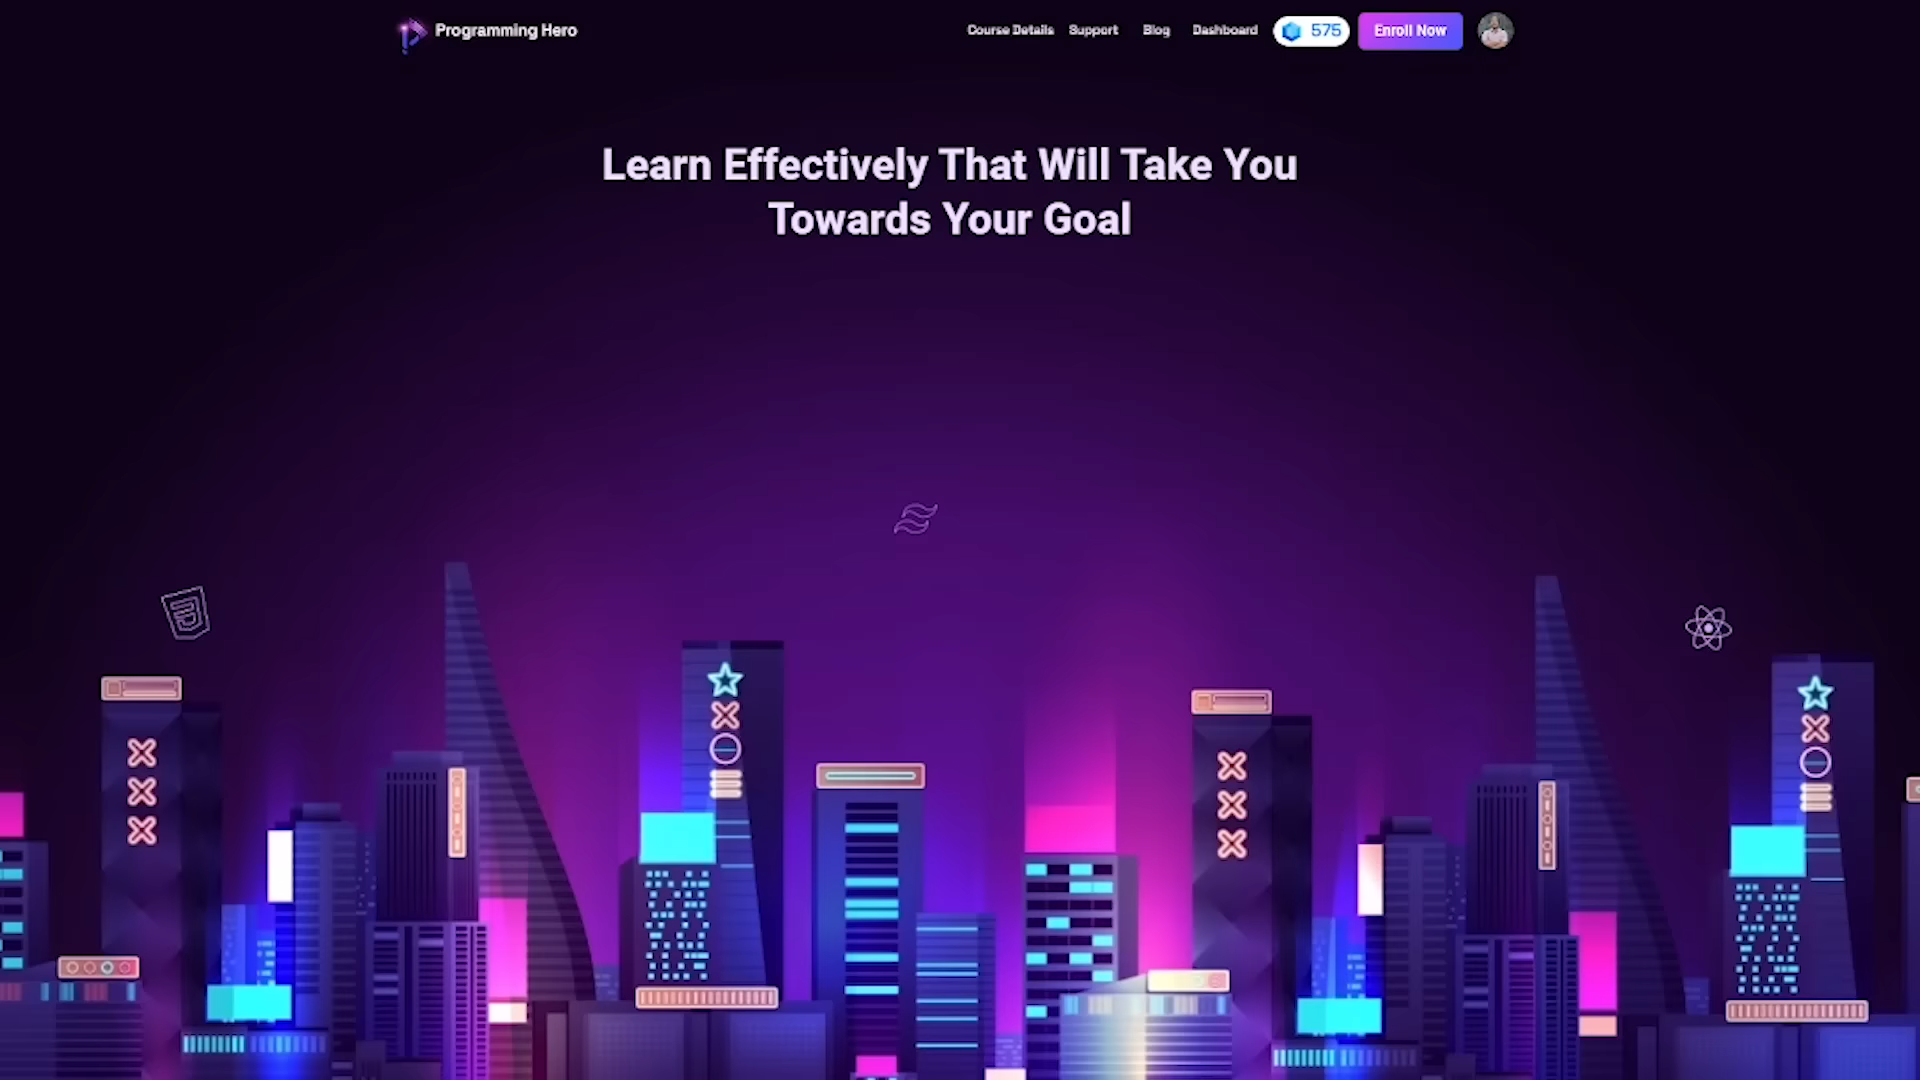 Programming Hero
Course Details
Support
Blog
Dashboard
575
Enroll Now
Learn Effectively That Will Take You
Towards Your Goal